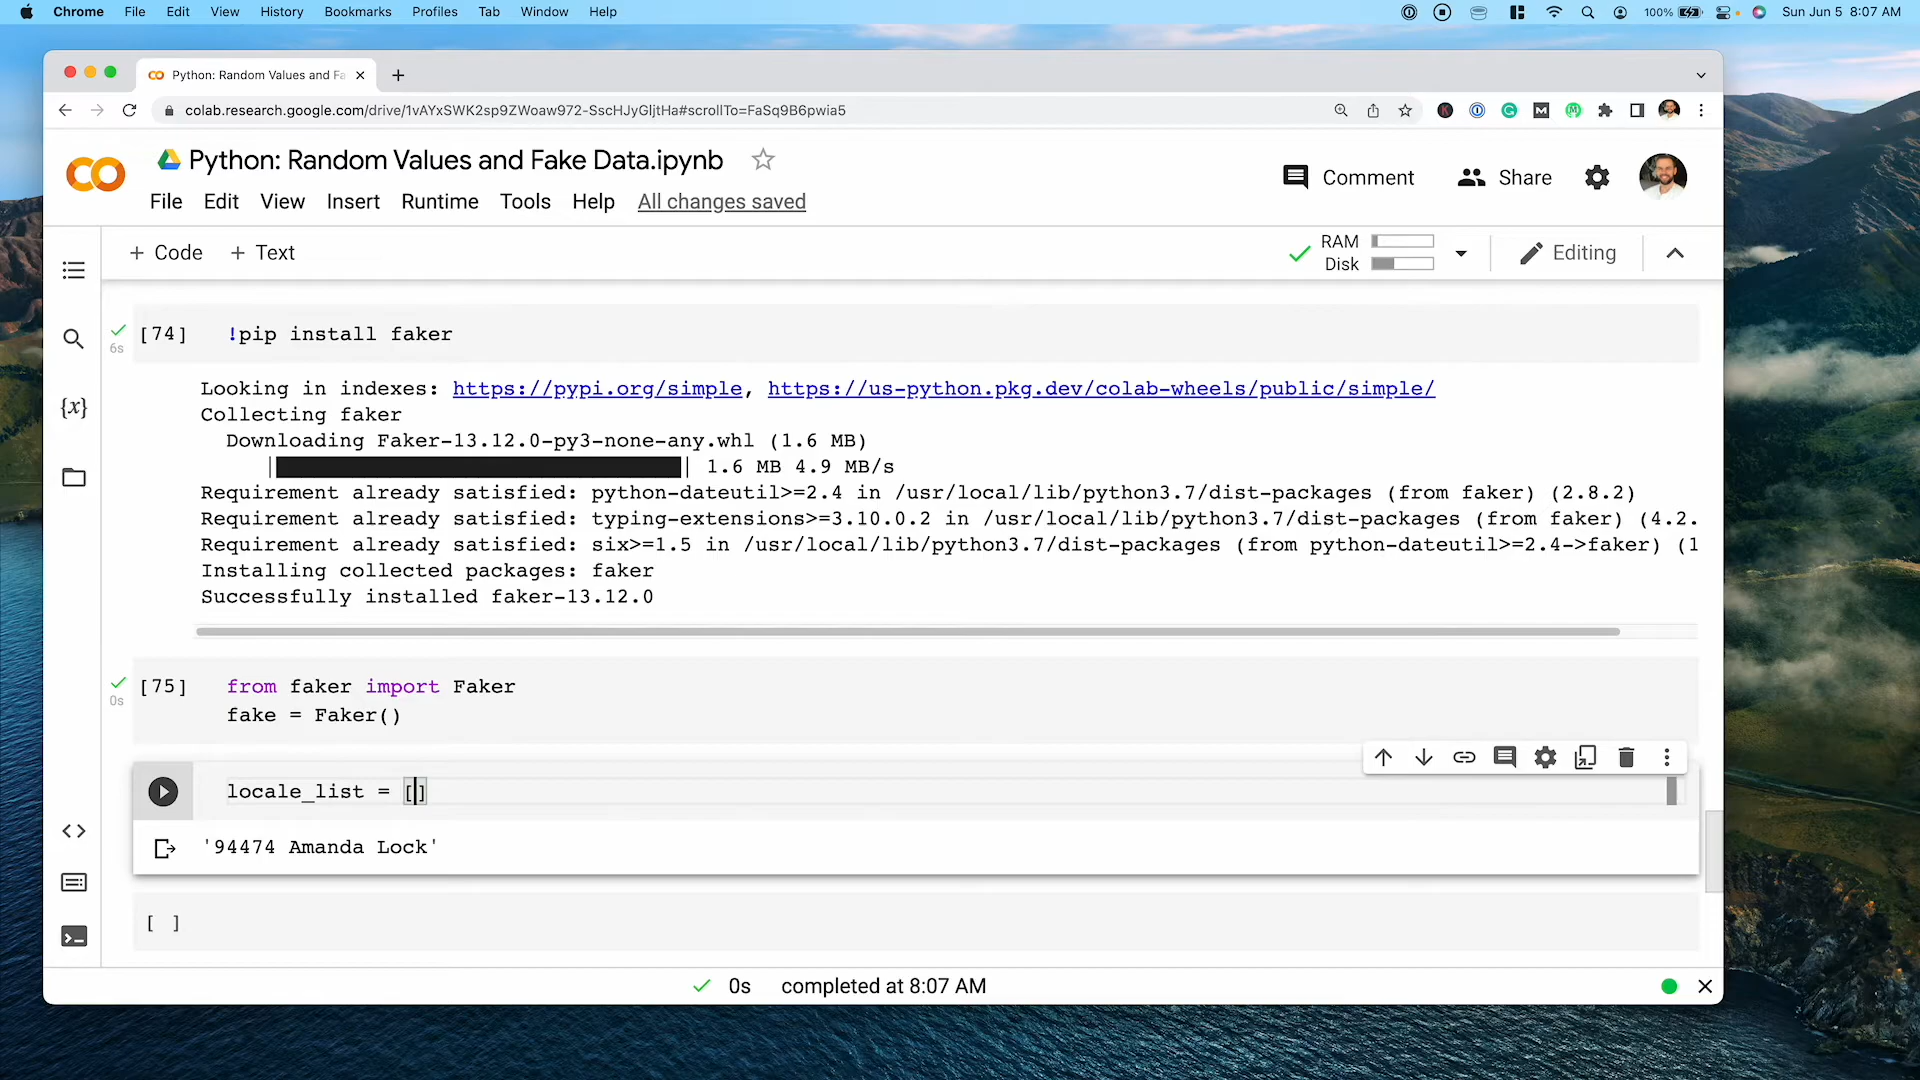 Chrome File Edit View History Bookmarks Profiles Tab Window Help 100% Sun Jun 5 8:07 AM
Python: Random Values and Fa
colab.research.google.com/drive/1vAYxSWK2sp9ZWoaw972-SscHJyGljtHa#scrollTo=FaSq9B6pwia5
Python: Random Values and Fake Data.ipynb
Comment Share
File Edit View Insert Runtime Tools Help All changes saved
+ Code + Text
RAM
Disk
Editing
[74] !pip install faker
6s
Looking in indexes: https://pypi.org/simple, https://us-python.pkg.dev/colab-wheels/public/simple/
Collecting faker
Downloading Faker-13.12.0-py3-none-any.whl (1.6 MB)
| | 1.6 MB 4.9 MB/s
Requirement already satisfied: python-dateutil>=2.4 in /usr/local/lib/python3.7/dist-packages (from faker) (2.8.2)
Requirement already satisfied: typing-extensions>=3.10.0.2 in /usr/local/lib/python3.7/dist-packages (from faker) (4.2.
Requirement already satisfied: six>=1.5 in /usr/local/lib/python3.7/dist-packages (from python-dateutil>=2.4->faker) (1
Installing collected packages: faker
Successfully installed faker-13.12.0
[75] from faker import Faker
0s
fake = Faker()
locale_list = []
'94474 Amanda Lock'
[ ]
0s completed at 8:07 AM